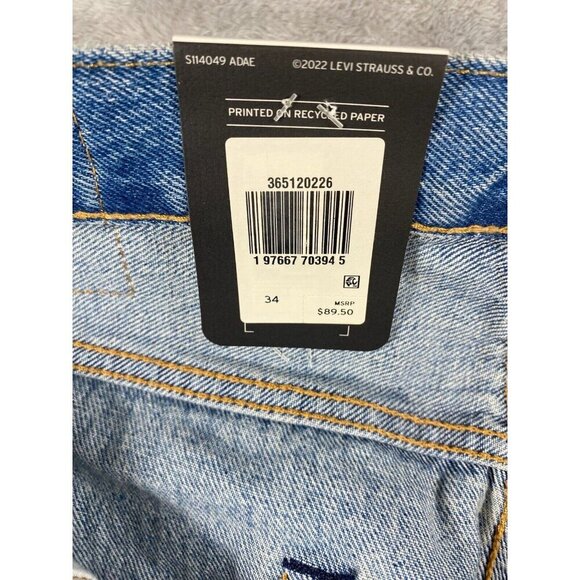 S114049 ADAE ©2022 LEVI STRAUSS & CO.
PRINTED ON RECYCLED PAPER
365120226
1 97667 70394 5
34
MSRP
$89.50